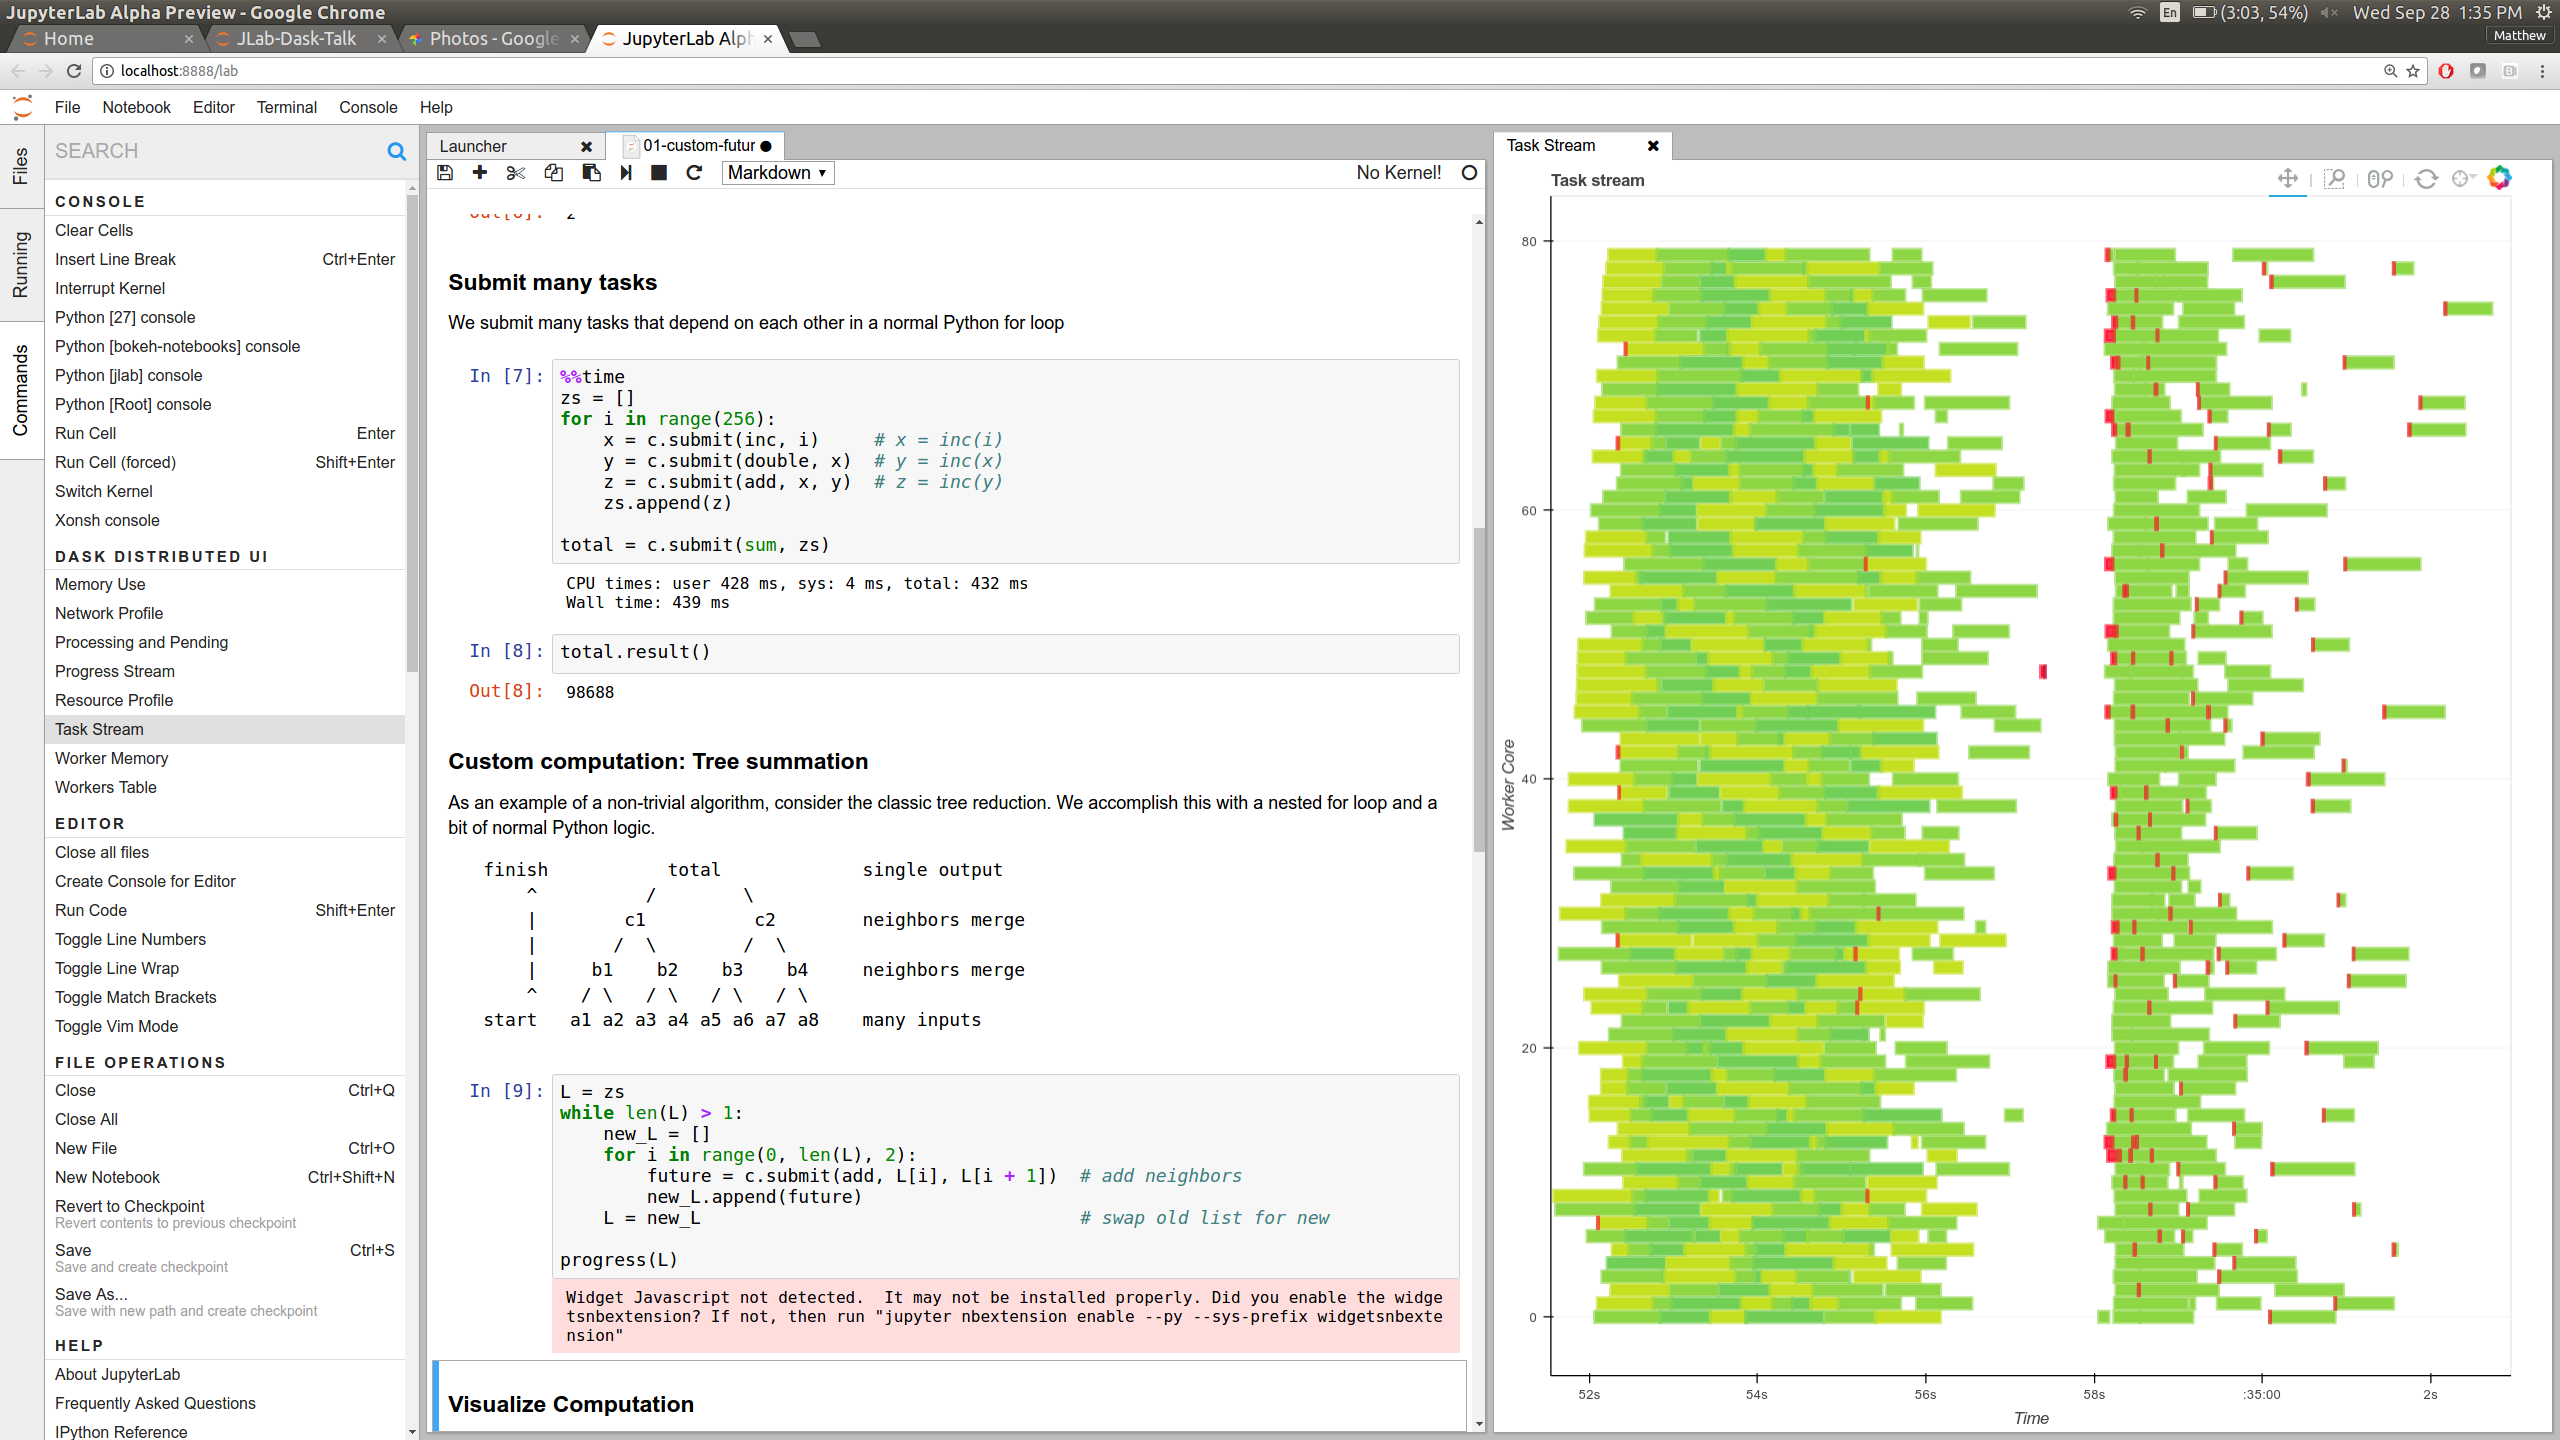 JupyterLab Alpha Preview - Google Chrome
En (3:03, 54%) Wed Sep 28 1:35 PM
Home JLab-Dask-Talk Photos - Google JupyterLab Alph
Matthew
localhost:8888/lab
File Notebook Editor Terminal Console Help
Files
Running
Commands
SEARCH
CONSOLE
Clear Cells
Insert Line Break Ctrl+Enter
Interrupt Kernel
Python [27] console
Python [bokeh-notebooks] console
Python [jlab] console
Python [Root] console
Run Cell Enter
Run Cell (forced) Shift+Enter
Switch Kernel
Xonsh console
DASK DISTRIBUTED UI
Memory Use
Network Profile
Processing and Pending
Progress Stream
Resource Profile
Task Stream
Worker Memory
Workers Table
EDITOR
Close all files
Create Console for Editor
Run Code Shift+Enter
Toggle Line Numbers
Toggle Line Wrap
Toggle Match Brackets
Toggle Vim Mode
FILE OPERATIONS
Close Ctrl+Q
Close All
New File Ctrl+O
New Notebook Ctrl+Shift+N
Revert to Checkpoint
Revert contents to previous checkpoint
Save Ctrl+S
Save and create checkpoint
Save As...
Save with new path and create checkpoint
HELP
About JupyterLab
Frequently Asked Questions
IPython Reference
Launcher 01-custom-futur
Markdown No Kernel!
Out[6]: 2
Submit many tasks
We submit many tasks that depend on each other in a normal Python for loop
In [7]: %%time
zs = []
for i in range(256):
    x = c.submit(inc, i)     # x = inc(i)
    y = c.submit(double, x)  # y = inc(x)
    z = c.submit(add, x, y)  # z = inc(y)
    zs.append(z)
total = c.submit(sum, zs)
CPU times: user 428 ms, sys: 4 ms, total: 432 ms
Wall time: 439 ms
In [8]: total.result()
Out[8]: 98688
Custom computation: Tree summation
As an example of a non-trivial algorithm, consider the classic tree reduction. We accomplish this with a nested for loop and a
bit of normal Python logic.
finish           total             single output
    ^          /        \
    |        c1          c2        neighbors merge
    |       /  \        /  \
    |     b1    b2    b3    b4     neighbors merge
    ^    / \   / \   / \   / \
start   a1 a2 a3 a4 a5 a6 a7 a8    many inputs
In [9]: L = zs
while len(L) > 1:
    new_L = []
    for i in range(0, len(L), 2):
        future = c.submit(add, L[i], L[i + 1])  # add neighbors
        new_L.append(future)
    L = new_L                                   # swap old list for new
progress(L)
Widget Javascript not detected.  It may not be installed properly. Did you enable the widge
tsnbextension? If not, then run "jupyter nbextension enable --py --sys-prefix widgetsnbexte
nsion"
Visualize Computation
Task Stream
Task stream
80
60
40
20
0
Worker Core
52s 54s 56s 58s :35:00 2s
Time